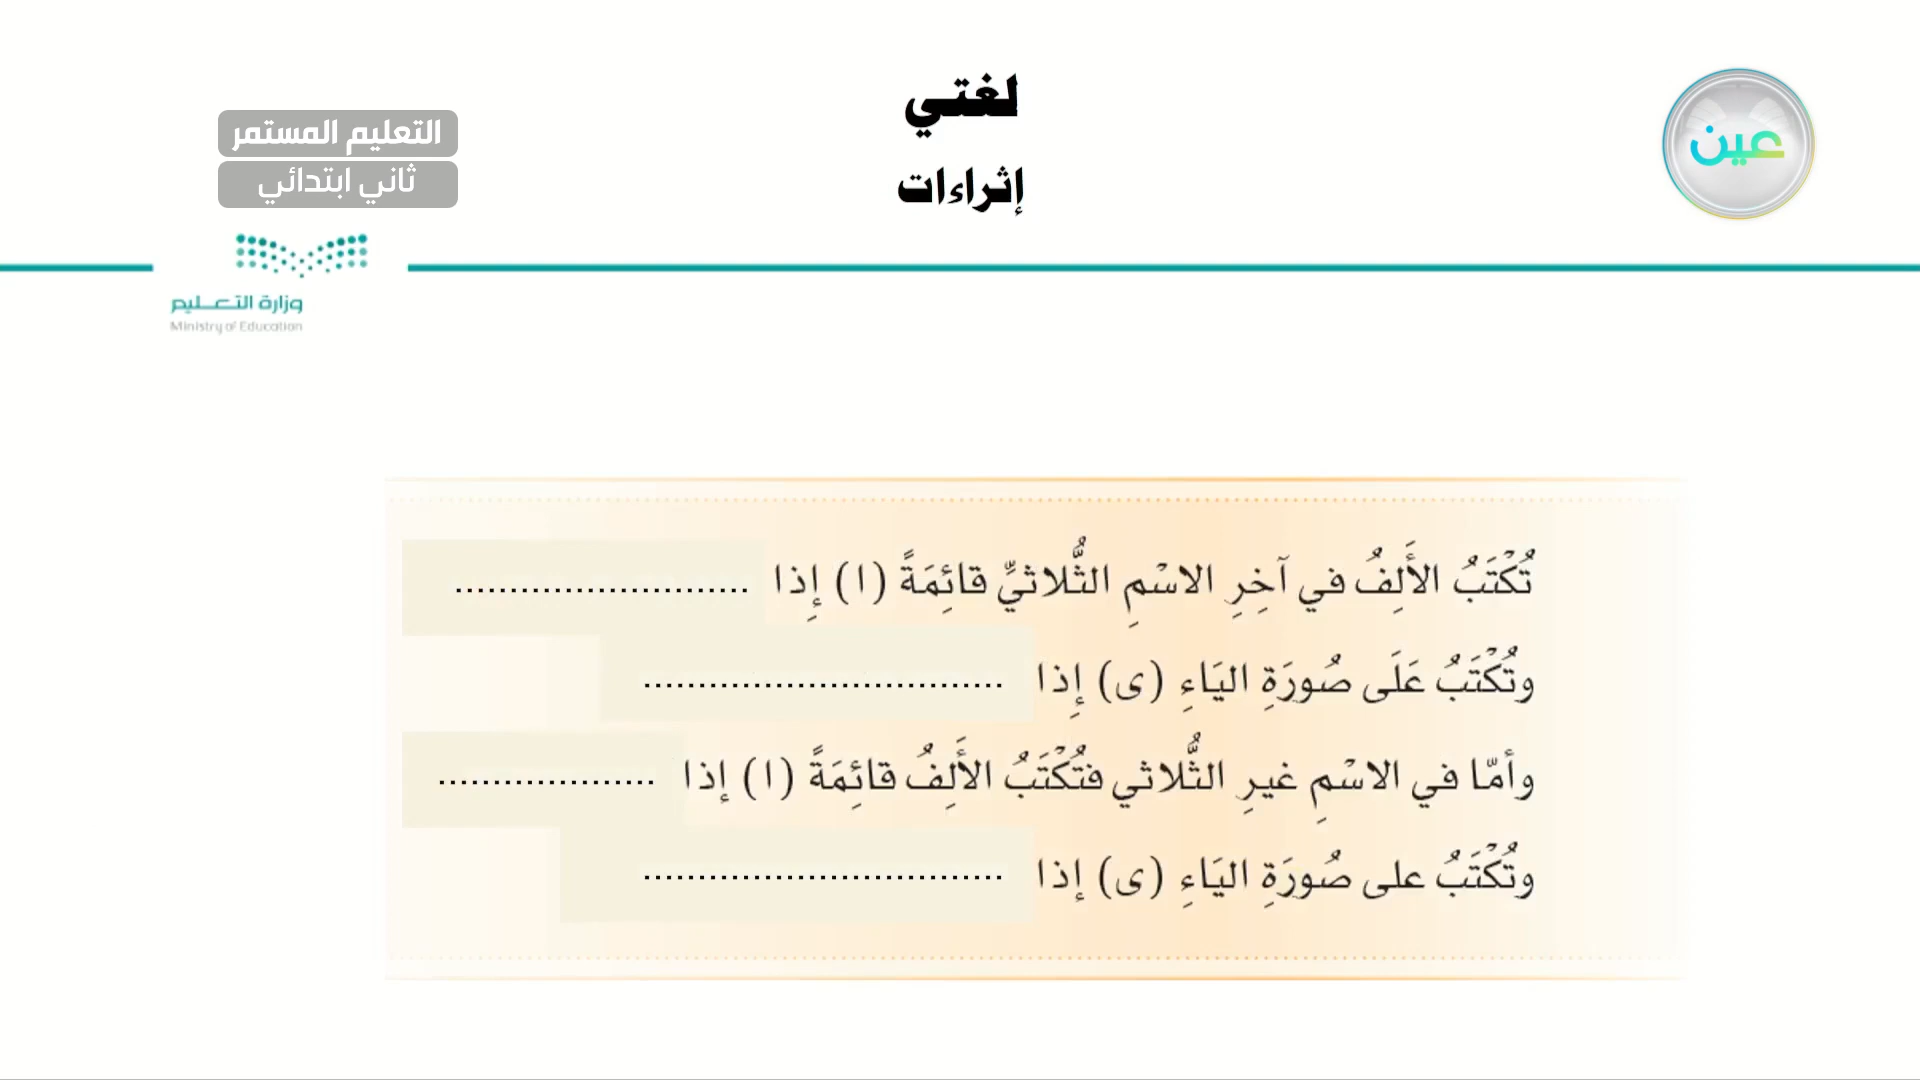 لغتي
إثراءات
التعليم المستمر
ثاني ابتدائي
عين
وزارة التعليم
Ministry of Education
تُكْتَبُ الأَلِفُ في آخِرِ الاسْمِ الثُّلاثيِّ قائِمَةً (ا) إِذا ...........................
وتُكْتَبُ عَلَى صُورَةِ اليَاءِ (ى) إِذا .................................
وأمّا في الاسْمِ غيرِ الثُّلاثي فتُكْتَبُ الأَلِفُ قائِمَةً (ا) إذا ....................
وتُكْتَبُ على صُورَةِ اليَاءِ (ى) إذا .................................